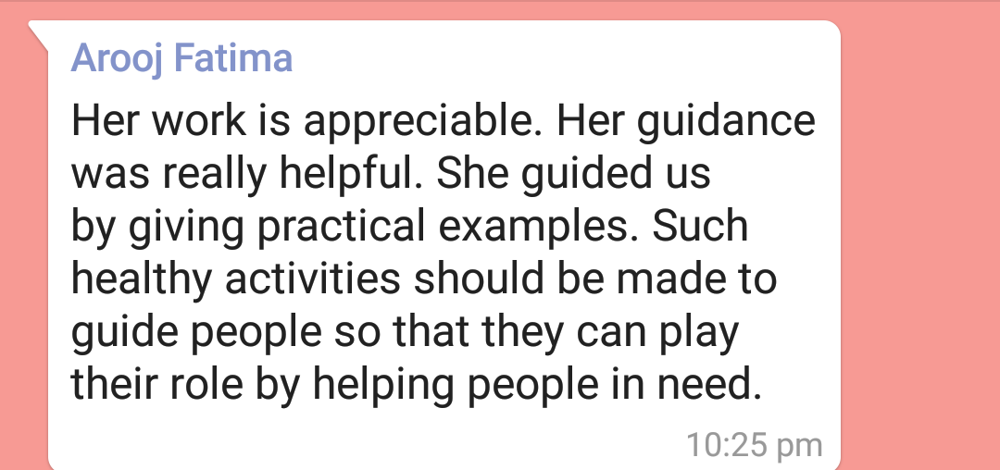 Arooj Fatima
Her work is appreciable. Her guidance
was really helpful. She guided us
by giving practical examples. Such
healthy activities should be made to
guide people so that they can play
their role by helping people in need.
10:25 pm